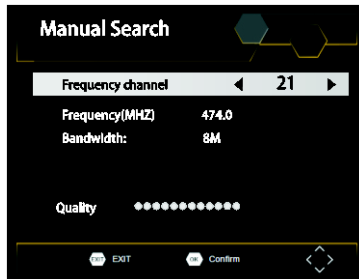 Manual Search
Frequency channel 21
Frequency(MHZ) 474.0
Bandwidth: 8M
Quality
EXIT EXIT OK Confirm